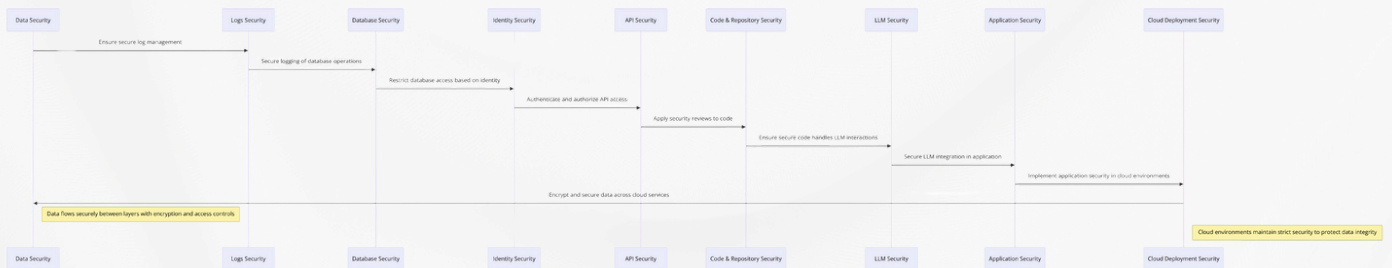 Data Security Logs Security Database Security Identity Security API Security Code & Repository Security LLM Security Application Security Cloud Deployment Security
Ensure secure log management
Secure logging of database operations
Restrict database access based on identity
Authenticate and authorize API access
Apply security reviews to code
Ensure secure code handles LLM interactions
Secure LLM integration in application
Implement application security in cloud environments
Encrypt and secure data across cloud services
Data flows securely between layers with encryption and access controls
Cloud environments maintain strict security to protect data integrity
Data Security Logs Security Database Security Identity Security API Security Code & Repository Security LLM Security Application Security Cloud Deployment Security